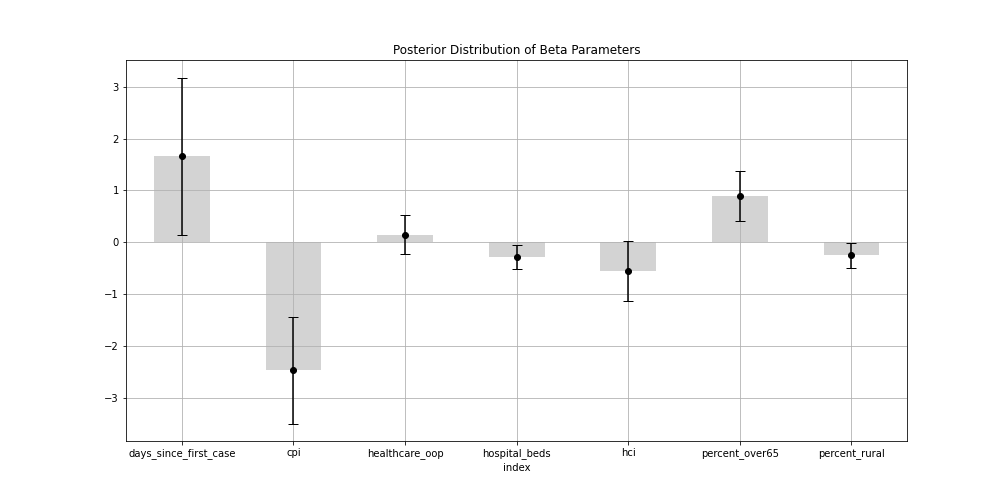 Posterior Distribution of Beta Parameters
3
2
1
0
−1
−2
−3
days_since_first_case cpi healthcare_oop hospital_beds hci percent_over65 percent_rural
index